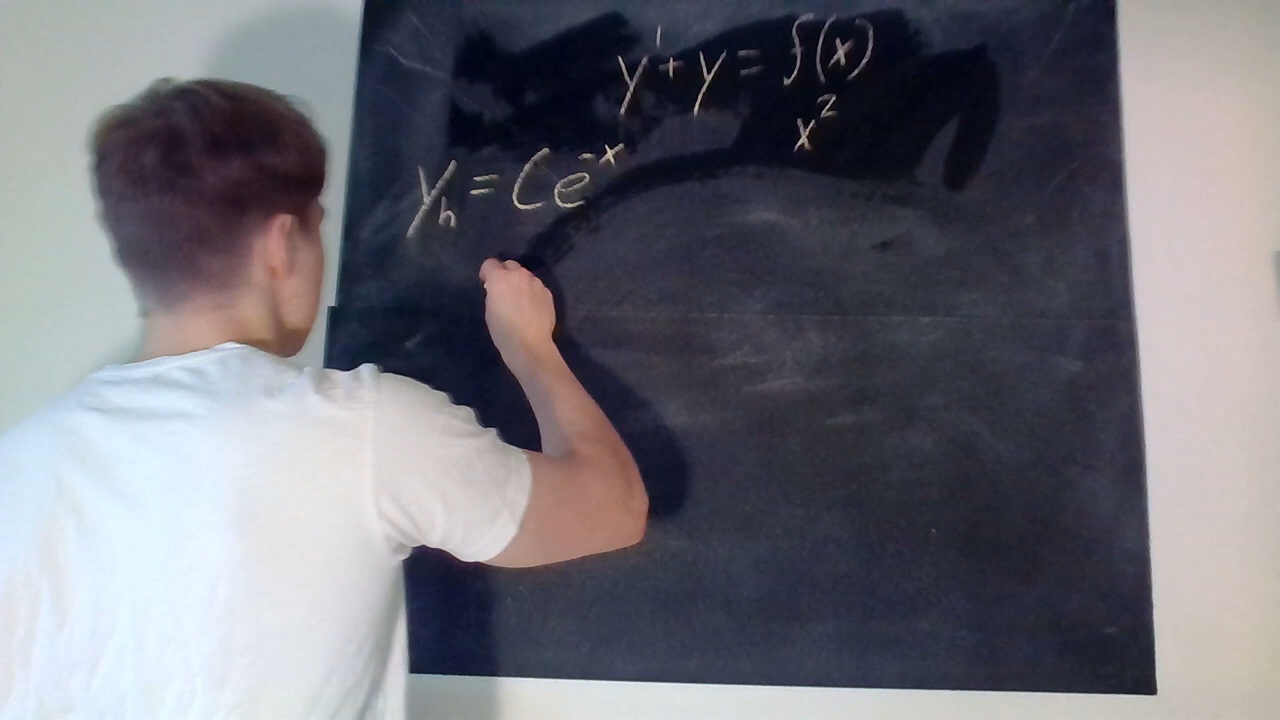 y' + y = f(x)
x²
yₕ = Ce⁻ˣ